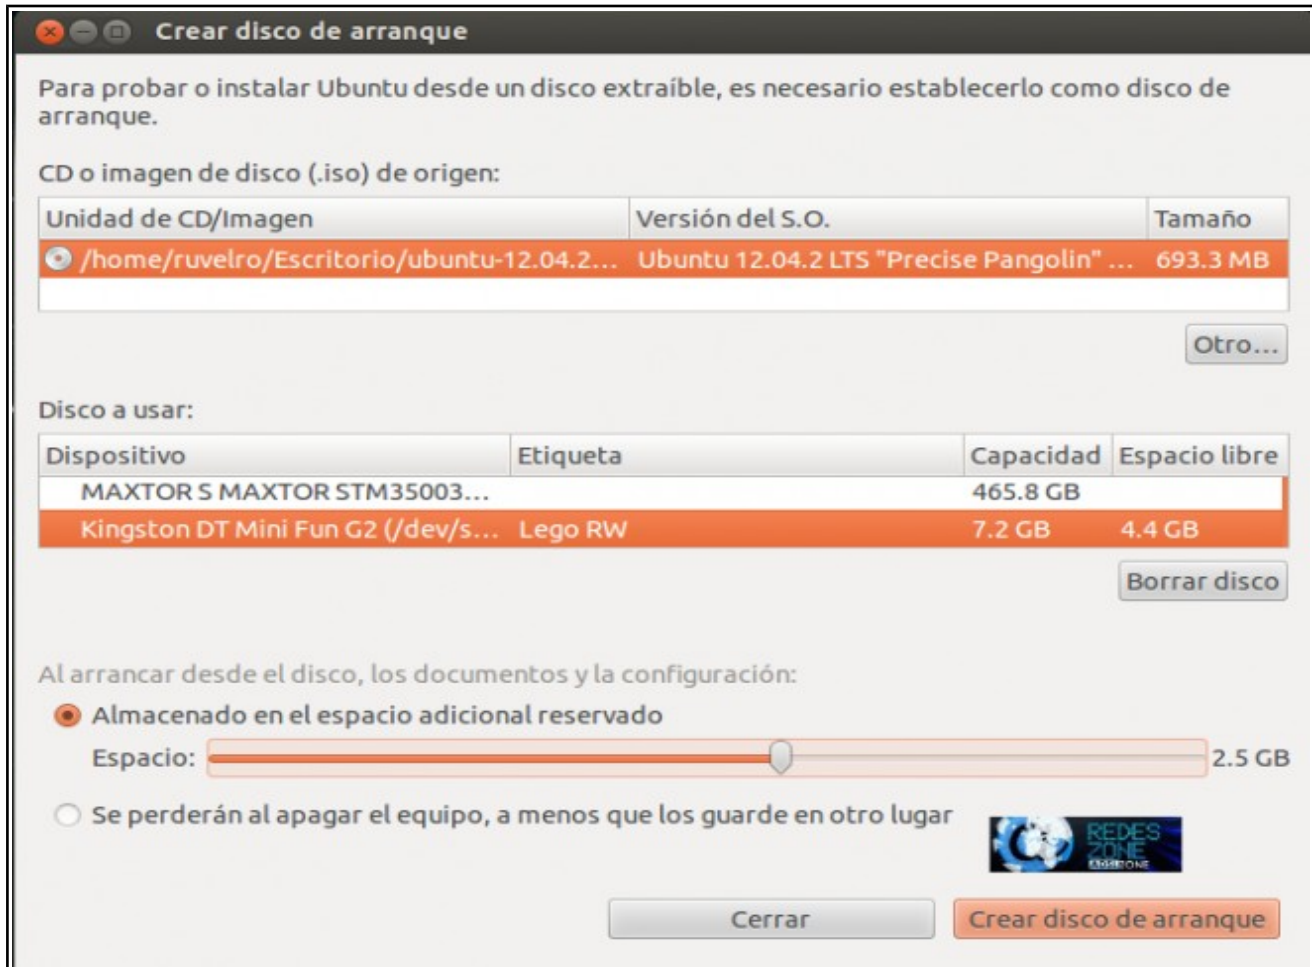 Crear disco de arranque
Para probar o instalar Ubuntu desde un disco extraíble, es necesario establecerlo como disco de
arranque.
CD o imagen de disco (.iso) de origen:
Unidad de CD/Imagen Versión del S.O. Tamaño
/home/ruvelro/Escritorio/ubuntu-12.04.2... Ubuntu 12.04.2 LTS "Precise Pangolin" ... 693.3 MB
Otro...
Disco a usar:
Dispositivo Etiqueta Capacidad Espacio libre
MAXTOR S MAXTOR STM35003... 465.8 GB
Kingston DT Mini Fun G2 (/dev/s... Lego RW 7.2 GB 4.4 GB
Borrar disco
Al arrancar desde el disco, los documentos y la configuración:
Almacenado en el espacio adicional reservado
Espacio: 2.5 GB
Se perderán al apagar el equipo, a menos que los guarde en otro lugar
REDES
ZONE
Cerrar Crear disco de arranque